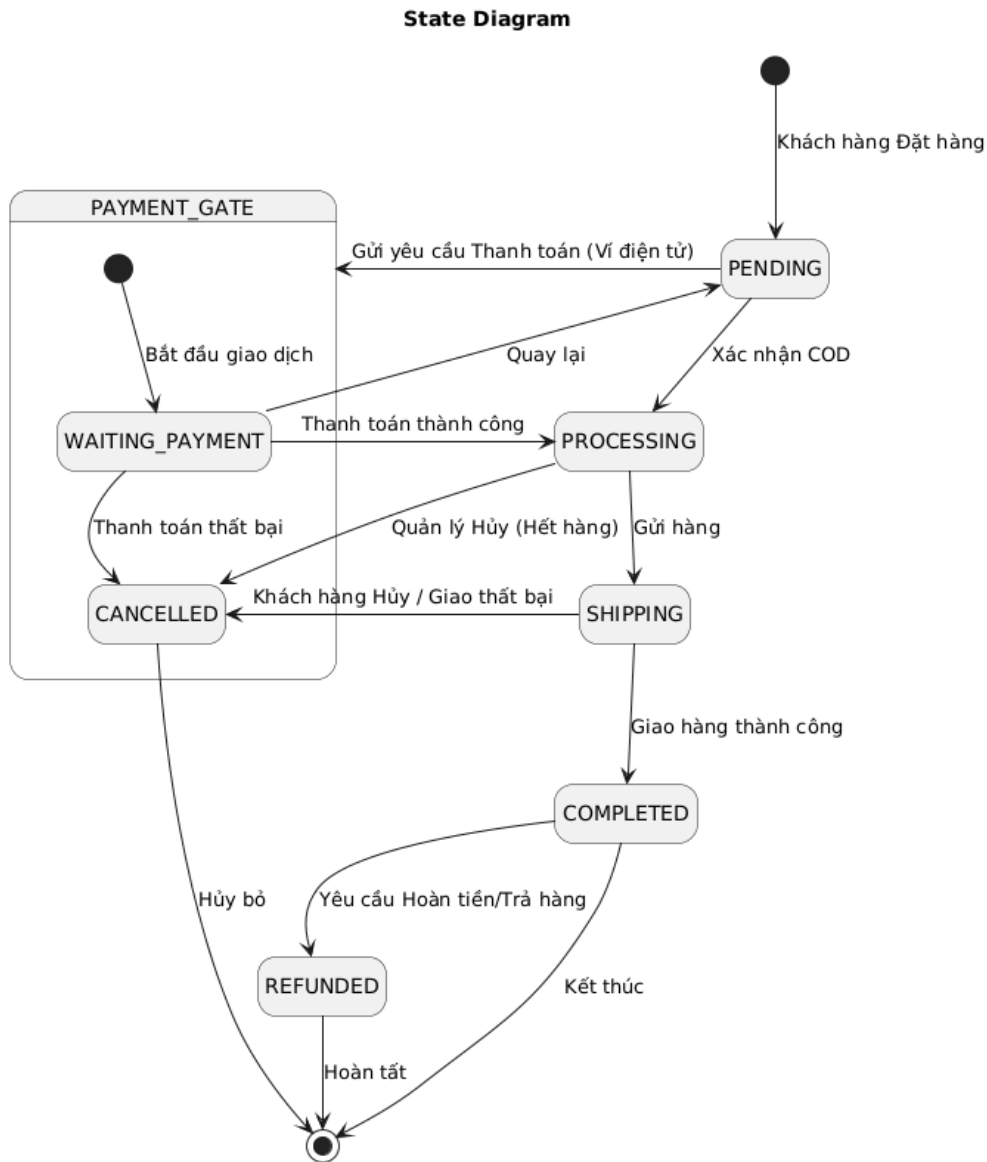 State Diagram
Khách hàng Đặt hàng
PAYMENT_GATE
Gửi yêu cầu Thanh toán (Ví điện tử)
PENDING
Bắt đầu giao dịch
Quay lại
Xác nhận COD
WAITING_PAYMENT
Thanh toán thành công
PROCESSING
Thanh toán thất bại
Quản lý Hủy (Hết hàng)
Gửi hàng
CANCELLED
Khách hàng Hủy / Giao thất bại
SHIPPING
Giao hàng thành công
COMPLETED
Hủy bỏ
Yêu cầu Hoàn tiền/Trả hàng
REFUNDED
Kết thúc
Hoàn tất